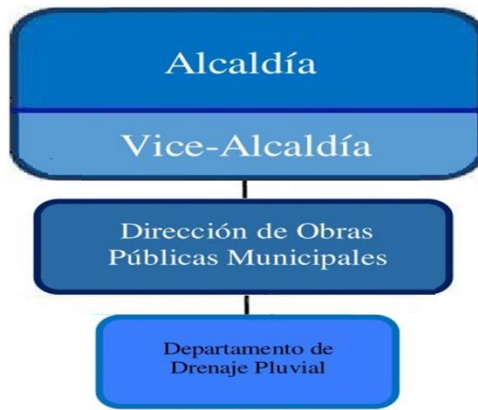 Alcaldía
Vice-Alcaldía
Dirección de Obras
Públicas Municipales
Departamento de
Drenaje Pluvial